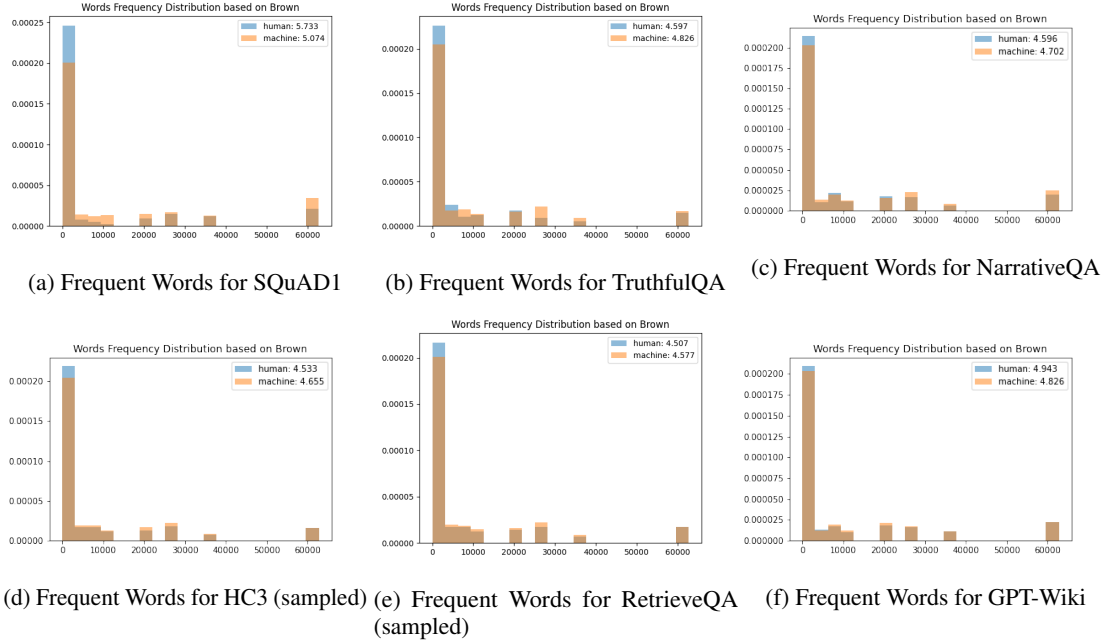 Words Frequency Distribution based on Brown
human: 5.733
machine: 5.074
0.00025
0.00020
0.00015
0.00010
0.00005
0.00000
0 10000 20000 30000 40000 50000 60000
(a) Frequent Words for SQuAD1
Words Frequency Distribution based on Brown
human: 4.597
machine: 4.826
0.00020
0.00015
0.00010
0.00005
0.00000
0 10000 20000 30000 40000 50000 60000
(b) Frequent Words for TruthfulQA
Words Frequency Distribution based on Brown
human: 4.596
machine: 4.702
0.000200
0.000175
0.000150
0.000125
0.000100
0.000075
0.000050
0.000025
0.000000
0 10000 20000 30000 40000 50000 60000
(c) Frequent Words for NarrativeQA
Words Frequency Distribution based on Brown
human: 4.533
machine: 4.655
0.00020
0.00015
0.00010
0.00005
0.00000
0 10000 20000 30000 40000 50000 60000
(d) Frequent Words for HC3 (sampled)
Words Frequency Distribution based on Brown
human: 4.507
machine: 4.577
0.00020
0.00015
0.00010
0.00005
0.00000
0 10000 20000 30000 40000 50000 60000
(e) Frequent Words for RetrieveQA
(sampled)
Words Frequency Distribution based on Brown
human: 4.943
machine: 4.826
0.000200
0.000175
0.000150
0.000125
0.000100
0.000075
0.000050
0.000025
0.000000
0 10000 20000 30000 40000 50000 60000
(f) Frequent Words for GPT-Wiki